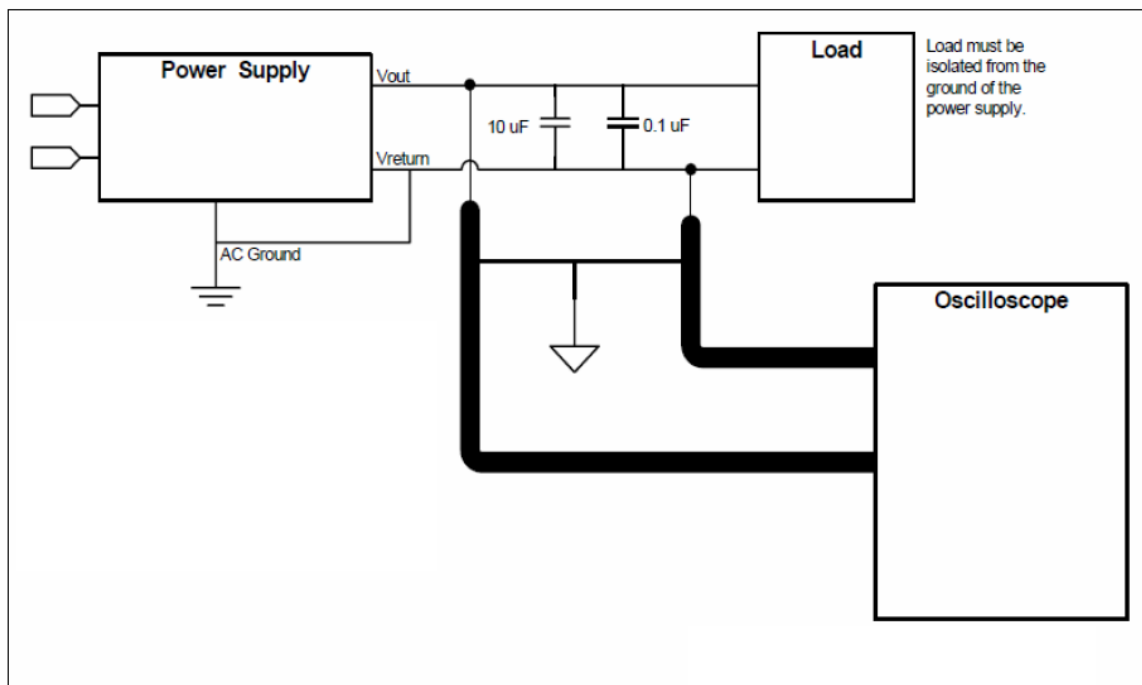 Power Supply
Vout
Vreturn
AC Ground
10 uF
0.1 uF
Load
Load must be
isolated from the
ground of the
power supply.
Oscilloscope